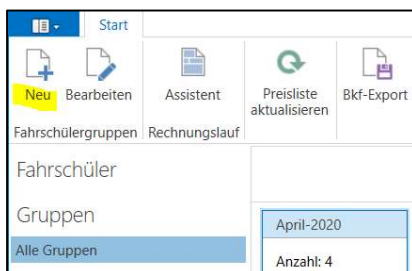 Start
Neu Bearbeiten Assistent Preisliste aktualisieren Bkf-Export
Fahrschülergruppen Rechnungslauf
Fahrschüler
Gruppen
April-2020
Alle Gruppen
Anzahl: 4